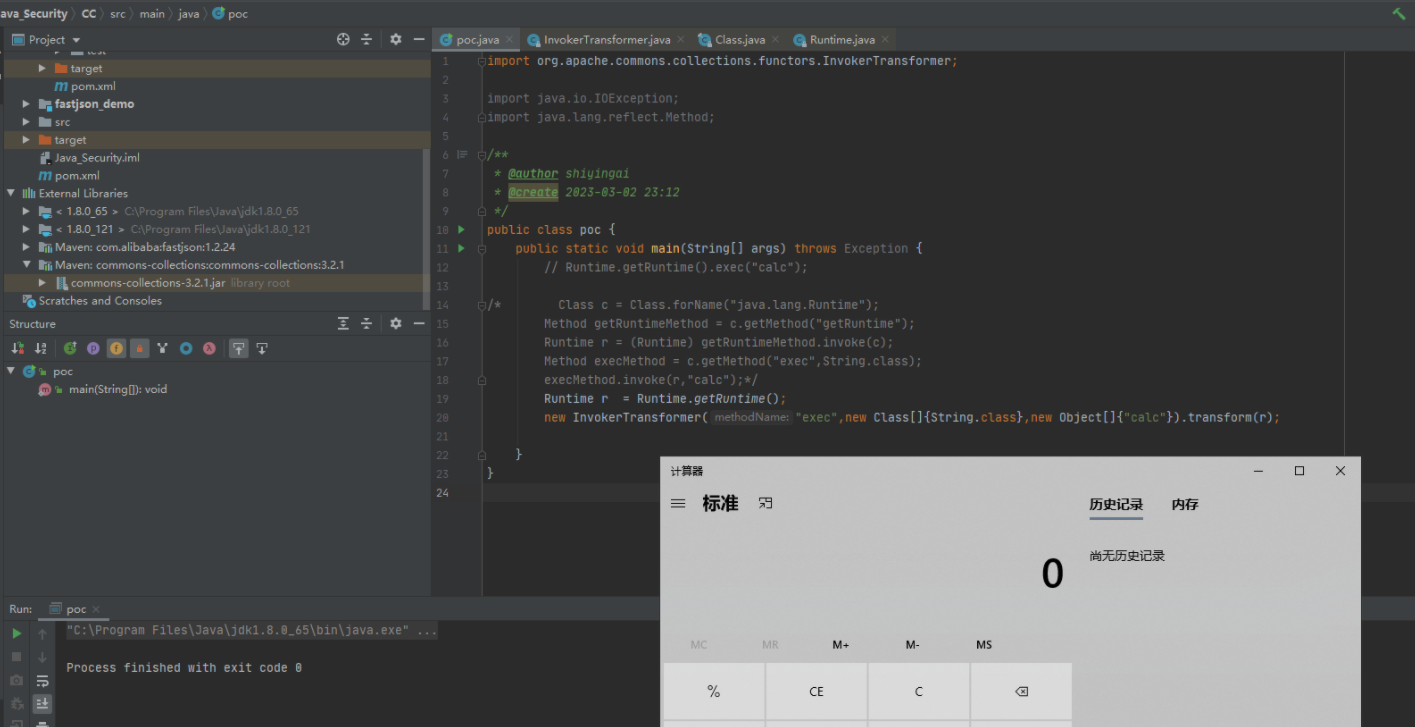 ava_Security CC src main java poc
Project
poc.java InvokerTransformer.java Class.java Runtime.java
target
pom.xml
fastjson_demo
src
target
Java_Security.iml
pom.xml
External Libraries
< 1.8.0_65 > C:\Program Files\Java\jdk1.8.0_65
< 1.8.0_121 > C:\Program Files\Java\jdk1.8.0_121
Maven: com.alibaba:fastjson:1.2.24
Maven: commons-collections:commons-collections:3.2.1
commons-collections-3.2.1.jar library root
Scratches and Consoles
Structure
poc
main(String[]): void
1 import org.apache.commons.collections.functors.InvokerTransformer;
2
3 import java.io.IOException;
4 import java.lang.reflect.Method;
5
6 /**
7 * @author shiyingai
8 * @create 2023-03-02 23:12
9 */
10 public class poc {
11 public static void main(String[] args) throws Exception {
12 // Runtime.getRuntime().exec("calc");
13
14 /* Class c = Class.forName("java.lang.Runtime");
15 Method getRuntimeMethod = c.getMethod("getRuntime");
16 Runtime r = (Runtime) getRuntimeMethod.invoke(c);
17 Method execMethod = c.getMethod("exec",String.class);
18 execMethod.invoke(r,"calc");*/
19 Runtime r = Runtime.getRuntime();
20 new InvokerTransformer( methodName: "exec",new Class[]{String.class},new Object[]{"calc"}).transform(r);
21
22 }
23 }
24
计算器
标准
历史记录 内存
尚无历史记录
0
MC MR M+ M- MS
% CE C
Run: poc
"C:\Program Files\Java\jdk1.8.0_65\bin\java.exe" ...
Process finished with exit code 0